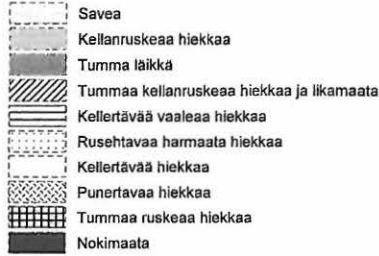 Savea
Kellanruskeaa hiekkaa
Tumma läikkä
Tummaa kellanruskeaa hiekkaa ja likamaata
Kellertävää vaaleaa hiekkaa
Rusehtavaa harmaata hiekkaa
Kellertävää hiekkaa
Punertavaa hiekkaa
Tummaa ruskeaa hiekkaa
Nokimaata